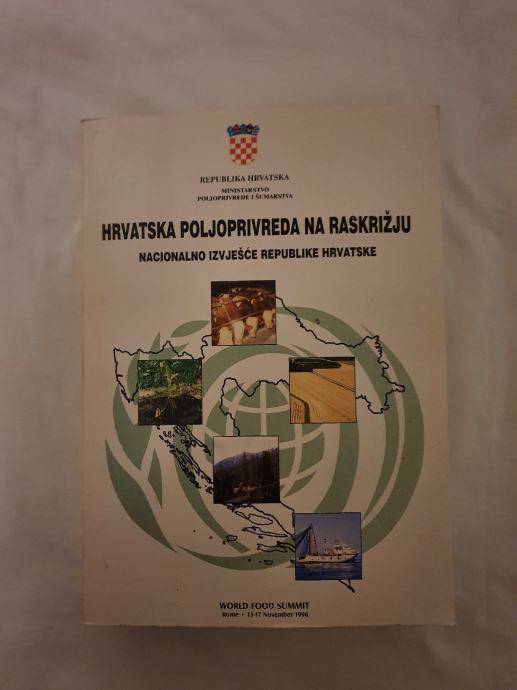 REPUBLIKA HRVATSKA
MINISTARSTVO
POLJOPRIVREDE I ŠUMARSTVA
HRVATSKA POLJOPRIVREDA NA RASKRIŽJU
NACIONALNO IZVJEŠĆE REPUBLIKE HRVATSKE
WORLD FOOD SUMMIT
Rome - 13-17 November 1996